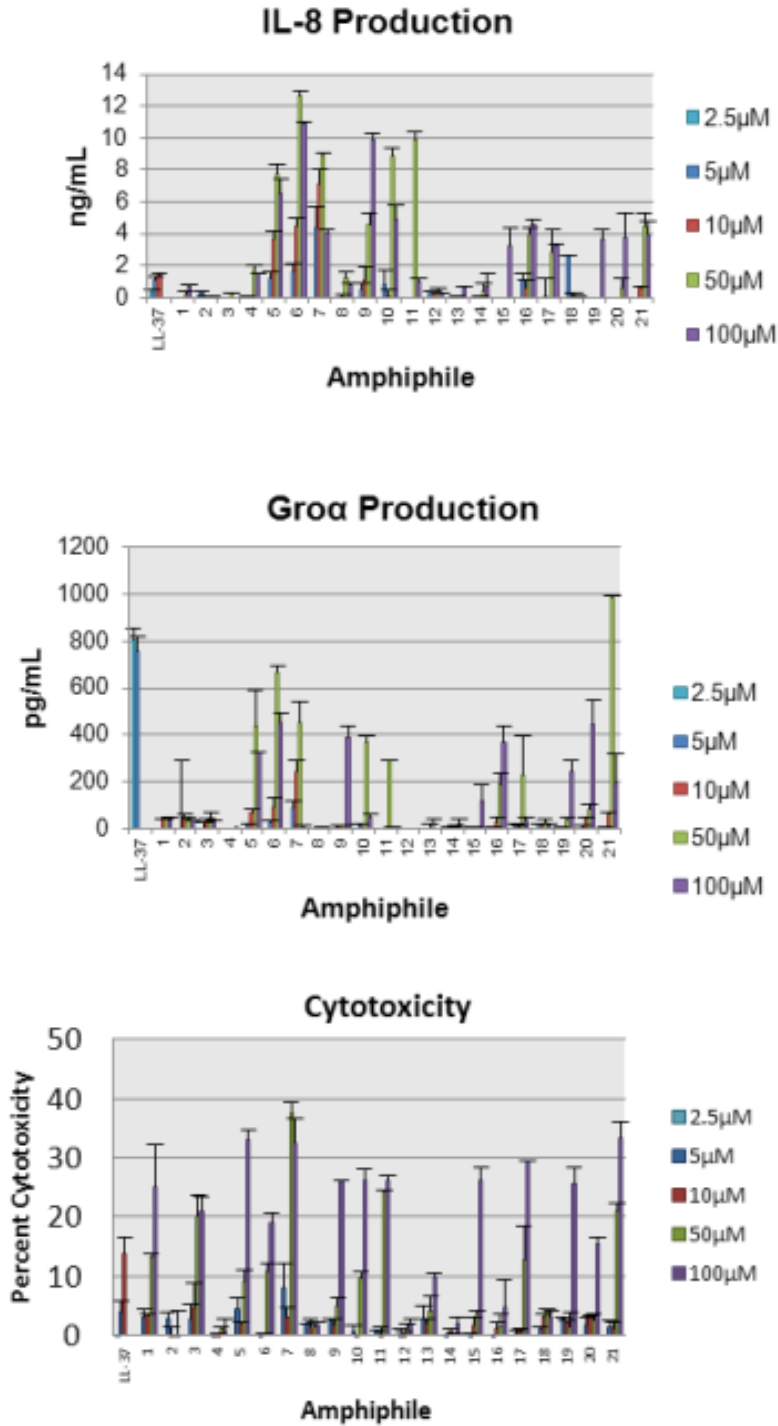 IL-8 Production
14
12
10
8
6
4
2
0
ng/mL
LL-37 1 2 3 4 5 6 7 8 9 10 11 12 13 14 15 16 17 18 19 20 21
Amphiphile
2.5µM
5µM
10µM
50µM
100µM
Groα Production
1200
1000
800
600
400
200
0
pg/mL
LL-37 1 2 3 4 5 6 7 8 9 10 11 12 13 14 15 16 17 18 19 20 21
Amphiphile
2.5µM
5µM
10µM
50µM
100µM
Cytotoxicity
50
40
30
20
10
0
Percent Cytotoxicity
LL-37 1 2 3 4 5 6 7 8 9 10 11 12 13 14 15 16 17 18 19 20 21
Amphiphile
2.5µM
5µM
10µM
50µM
100µM